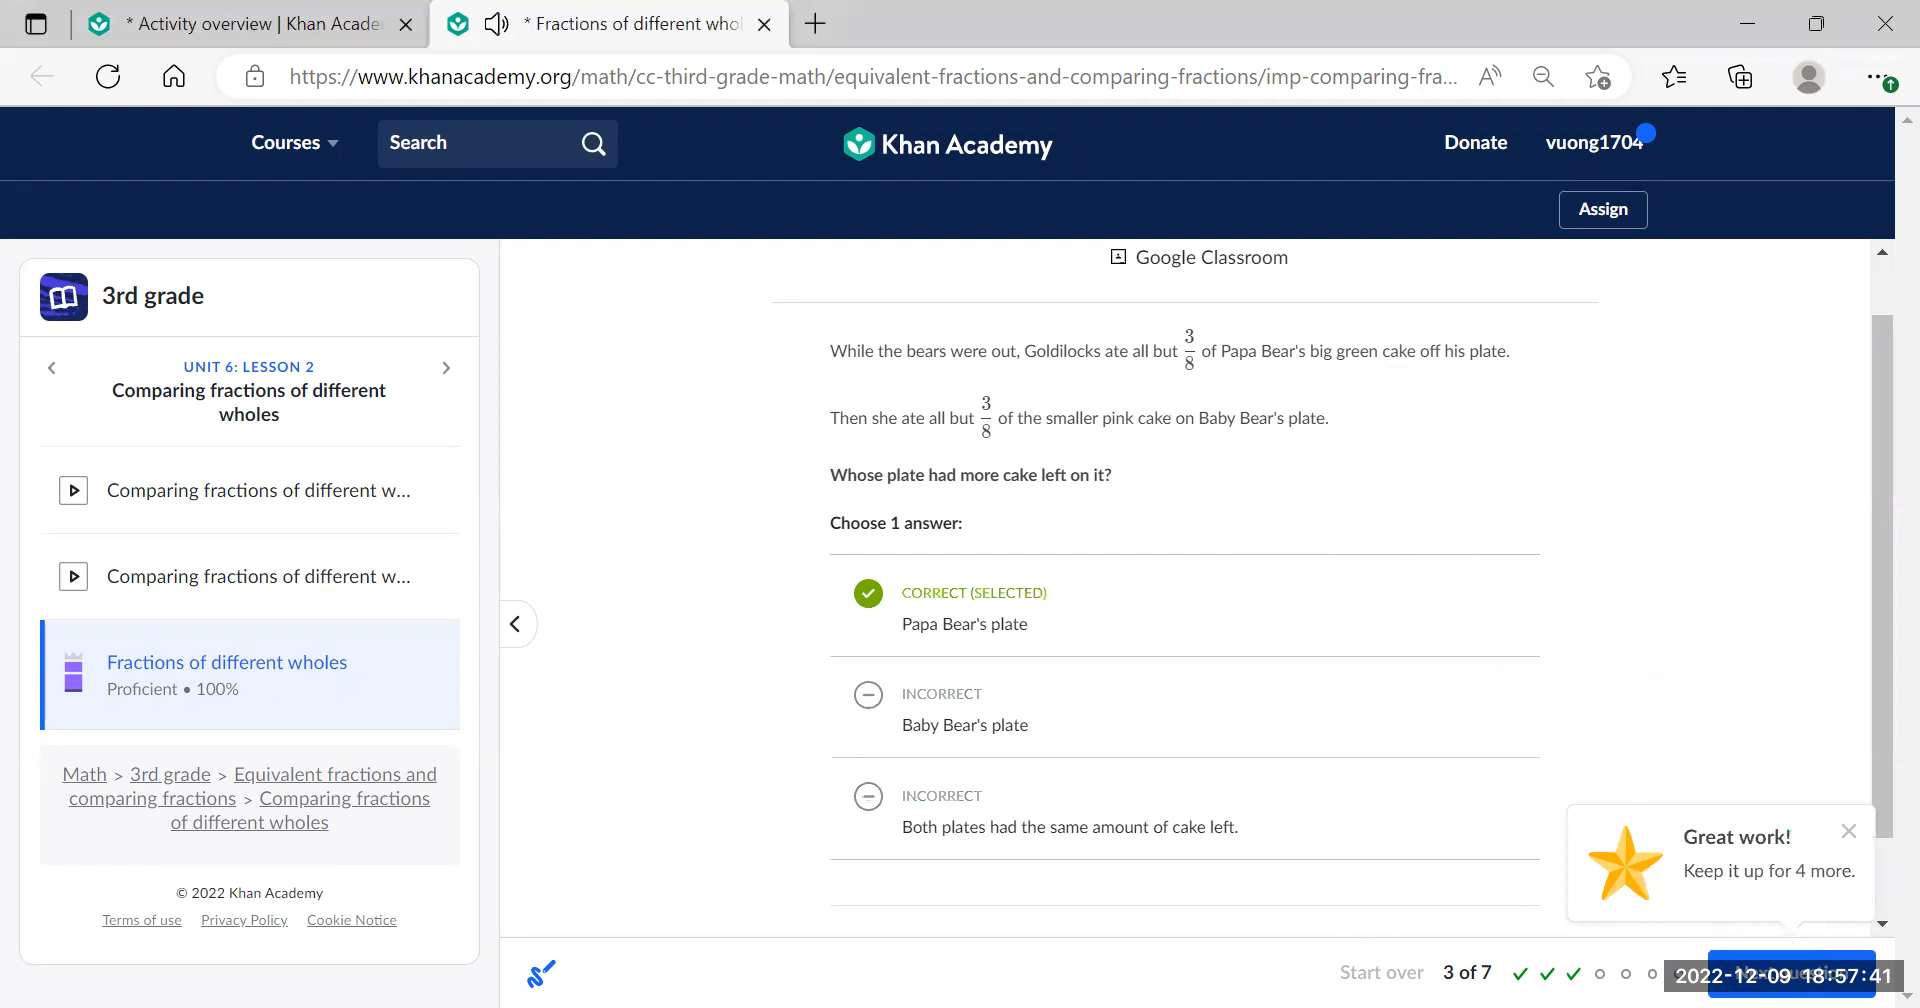 * Activity overview | Khan Acade
* Fractions of different whol
https://www.khanacademy.org/math/cc-third-grade-math/equivalent-fractions-and-comparing-fractions/imp-comparing-fra...
Courses
Search
Khan Academy
Donate
vuong1704
Assign
3rd grade
UNIT 6: LESSON 2
Comparing fractions of different
wholes
Comparing fractions of different w...
Comparing fractions of different w...
Fractions of different wholes
Proficient • 100%
Math > 3rd grade > Equivalent fractions and
comparing fractions > Comparing fractions
of different wholes
© 2022 Khan Academy
Terms of use Privacy Policy Cookie Notice
Google Classroom
While the bears were out, Goldilocks ate all but 3/8 of Papa Bear's big green cake off his plate.
Then she ate all but 3/8 of the smaller pink cake on Baby Bear's plate.
Whose plate had more cake left on it?
Choose 1 answer:
CORRECT (SELECTED)
Papa Bear's plate
INCORRECT
Baby Bear's plate
INCORRECT
Both plates had the same amount of cake left.
Great work!
Keep it up for 4 more.
Start over 3 of 7
2022-12-09 18:57:41